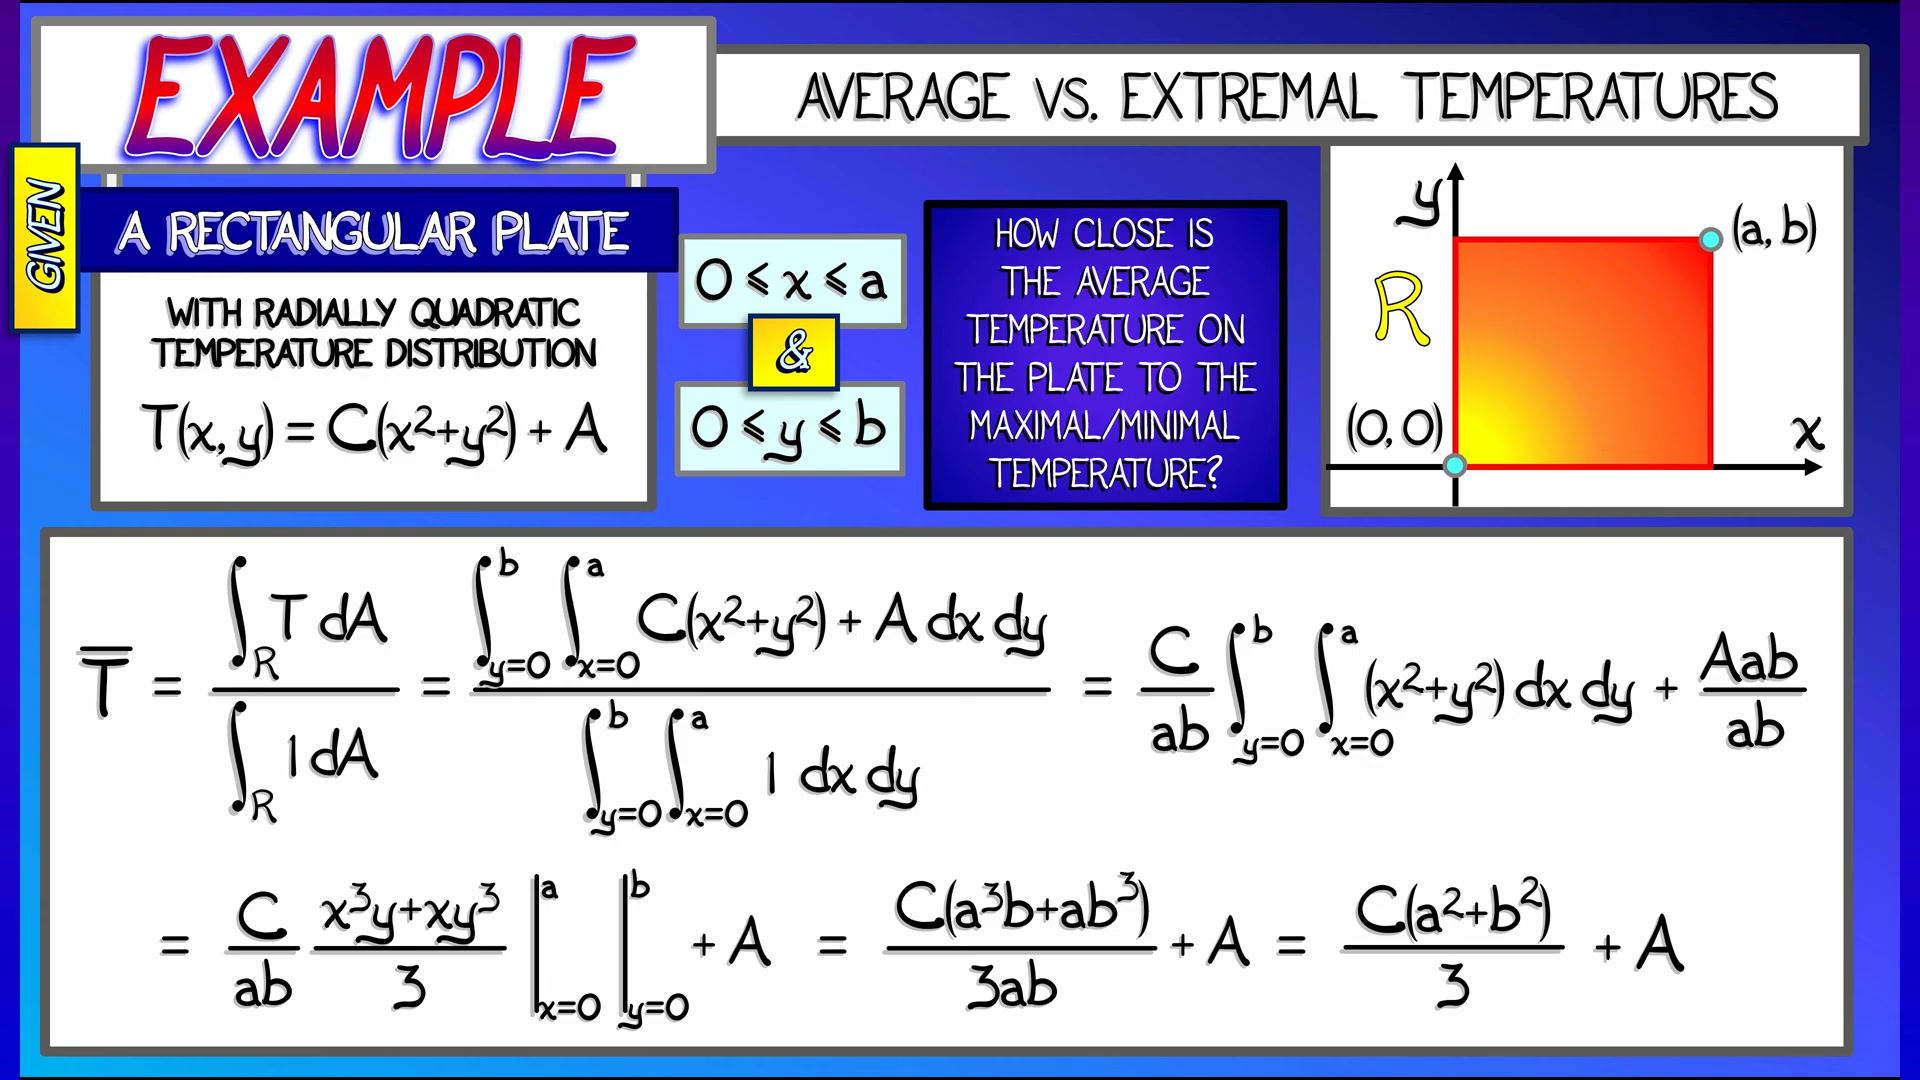 EXAMPLE
AVERAGE VS. EXTREMAL TEMPERATURES
GIVEN
A RECTANGULAR PLATE
WITH RADIALLY QUADRATIC
TEMPERATURE DISTRIBUTION
T(x, y) = C(x²+y²) + A
0 ⩽ x ⩽ a
&
0 ⩽ y ⩽ b
HOW CLOSE IS
THE AVERAGE
TEMPERATURE ON
THE PLATE TO THE
MAXIMAL/MINIMAL
TEMPERATURE?
y
(a, b)
R
(0, 0)
x
T̅ = ∫_R T dA / ∫_R 1 dA = ∫_{y=0}^{b} ∫_{x=0}^{a} C(x²+y²) + A dx dy / ∫_{y=0}^{b} ∫_{x=0}^{a} 1 dx dy = C/ab ∫_{y=0}^{b} ∫_{x=0}^{a} (x²+y²) dx dy + Aab/ab
= C/ab x³y+xy³/3 |_{x=0}^{a} |_{y=0}^{b} + A = C(a³b+ab³)/3ab + A = C(a²+b²)/3 + A